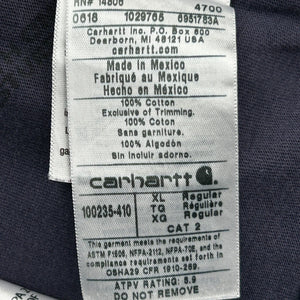 RN# 14806
4700
0618 1029765 6951783A
Carhartt Inc. P.O. Box 600
Dearborn, MI 48121 USA
carhartt.com
Made in Mexico
Fabriqué au Mexique
Hecho en México
100% Cotton
Exclusive of Trimming.
100% Coton
Sans garniture.
100% Algodón
Sin incluir adorno.
carhartt
100235-410
XL Regular
TG Régulière
XG Regular
CAT 2
This garment meets the requirements of
ASTM F1506, NFPA-2112, NFPA-70E, and the
compliance requirements of
OSHA29 CFR 1910-269.
ATPV RATING: 8.9
DO NOT REMOVE